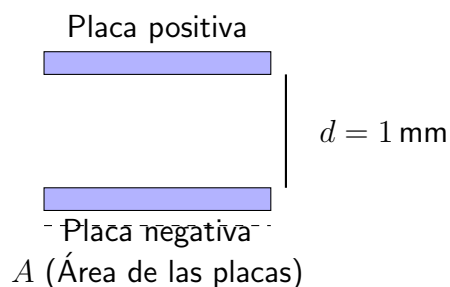 Placa positiva
d = 1 mm
Placa negativa
A (Área de las placas)